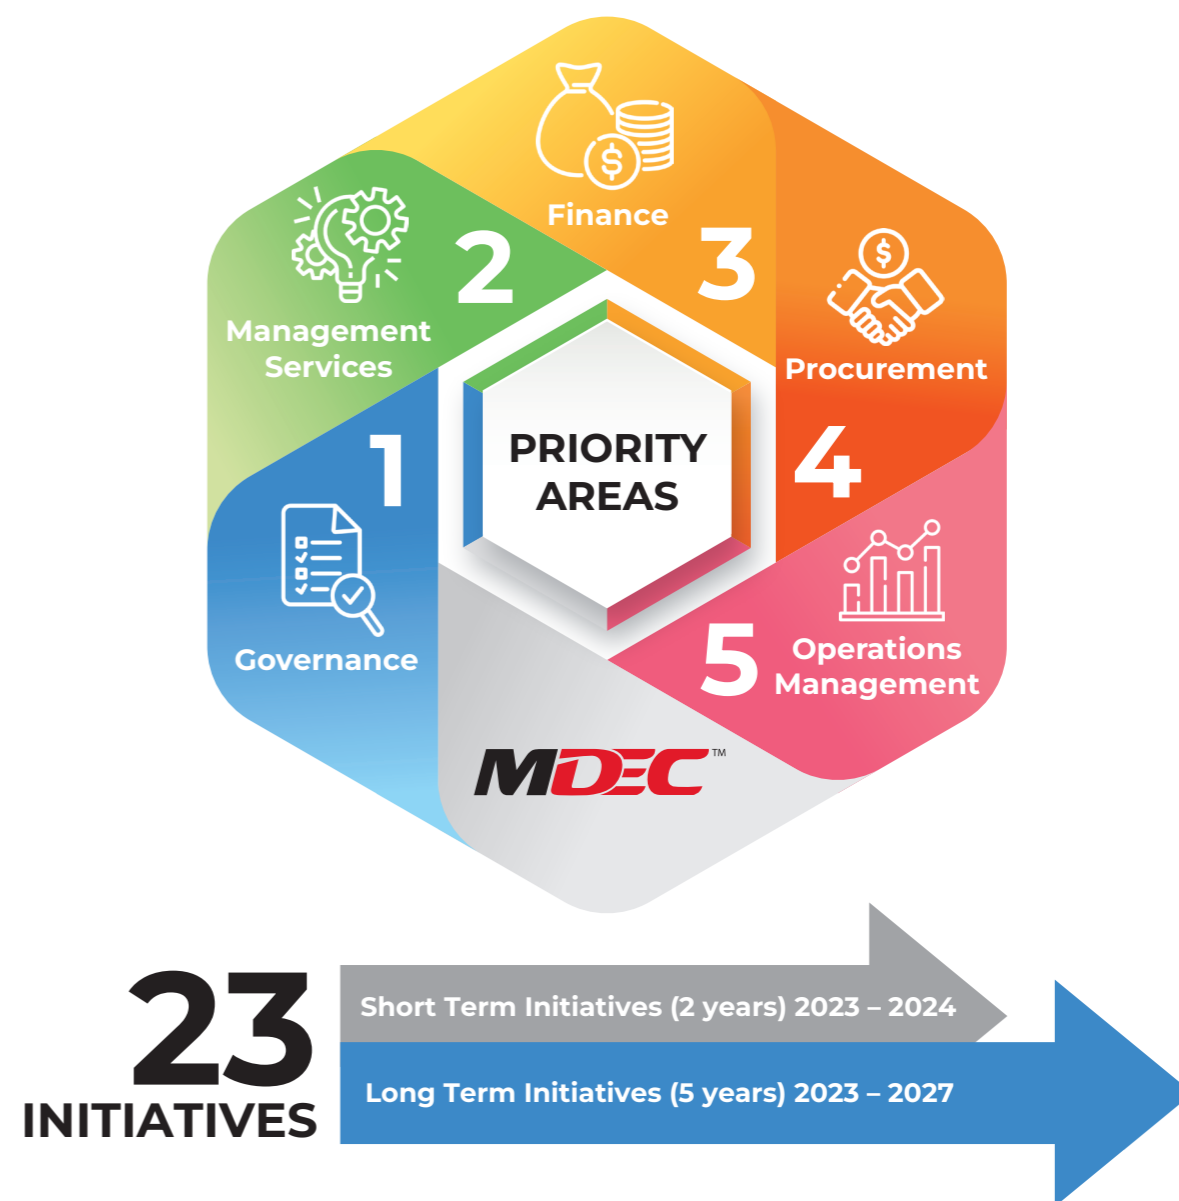 Finance
3
2
Management
Services
Procurement
4
1
PRIORITY
AREAS
Governance
5
Operations
Management
MDEC™
23
INITIATIVES
Short Term Initiatives (2 years) 2023 – 2024
Long Term Initiatives (5 years) 2023 – 2027